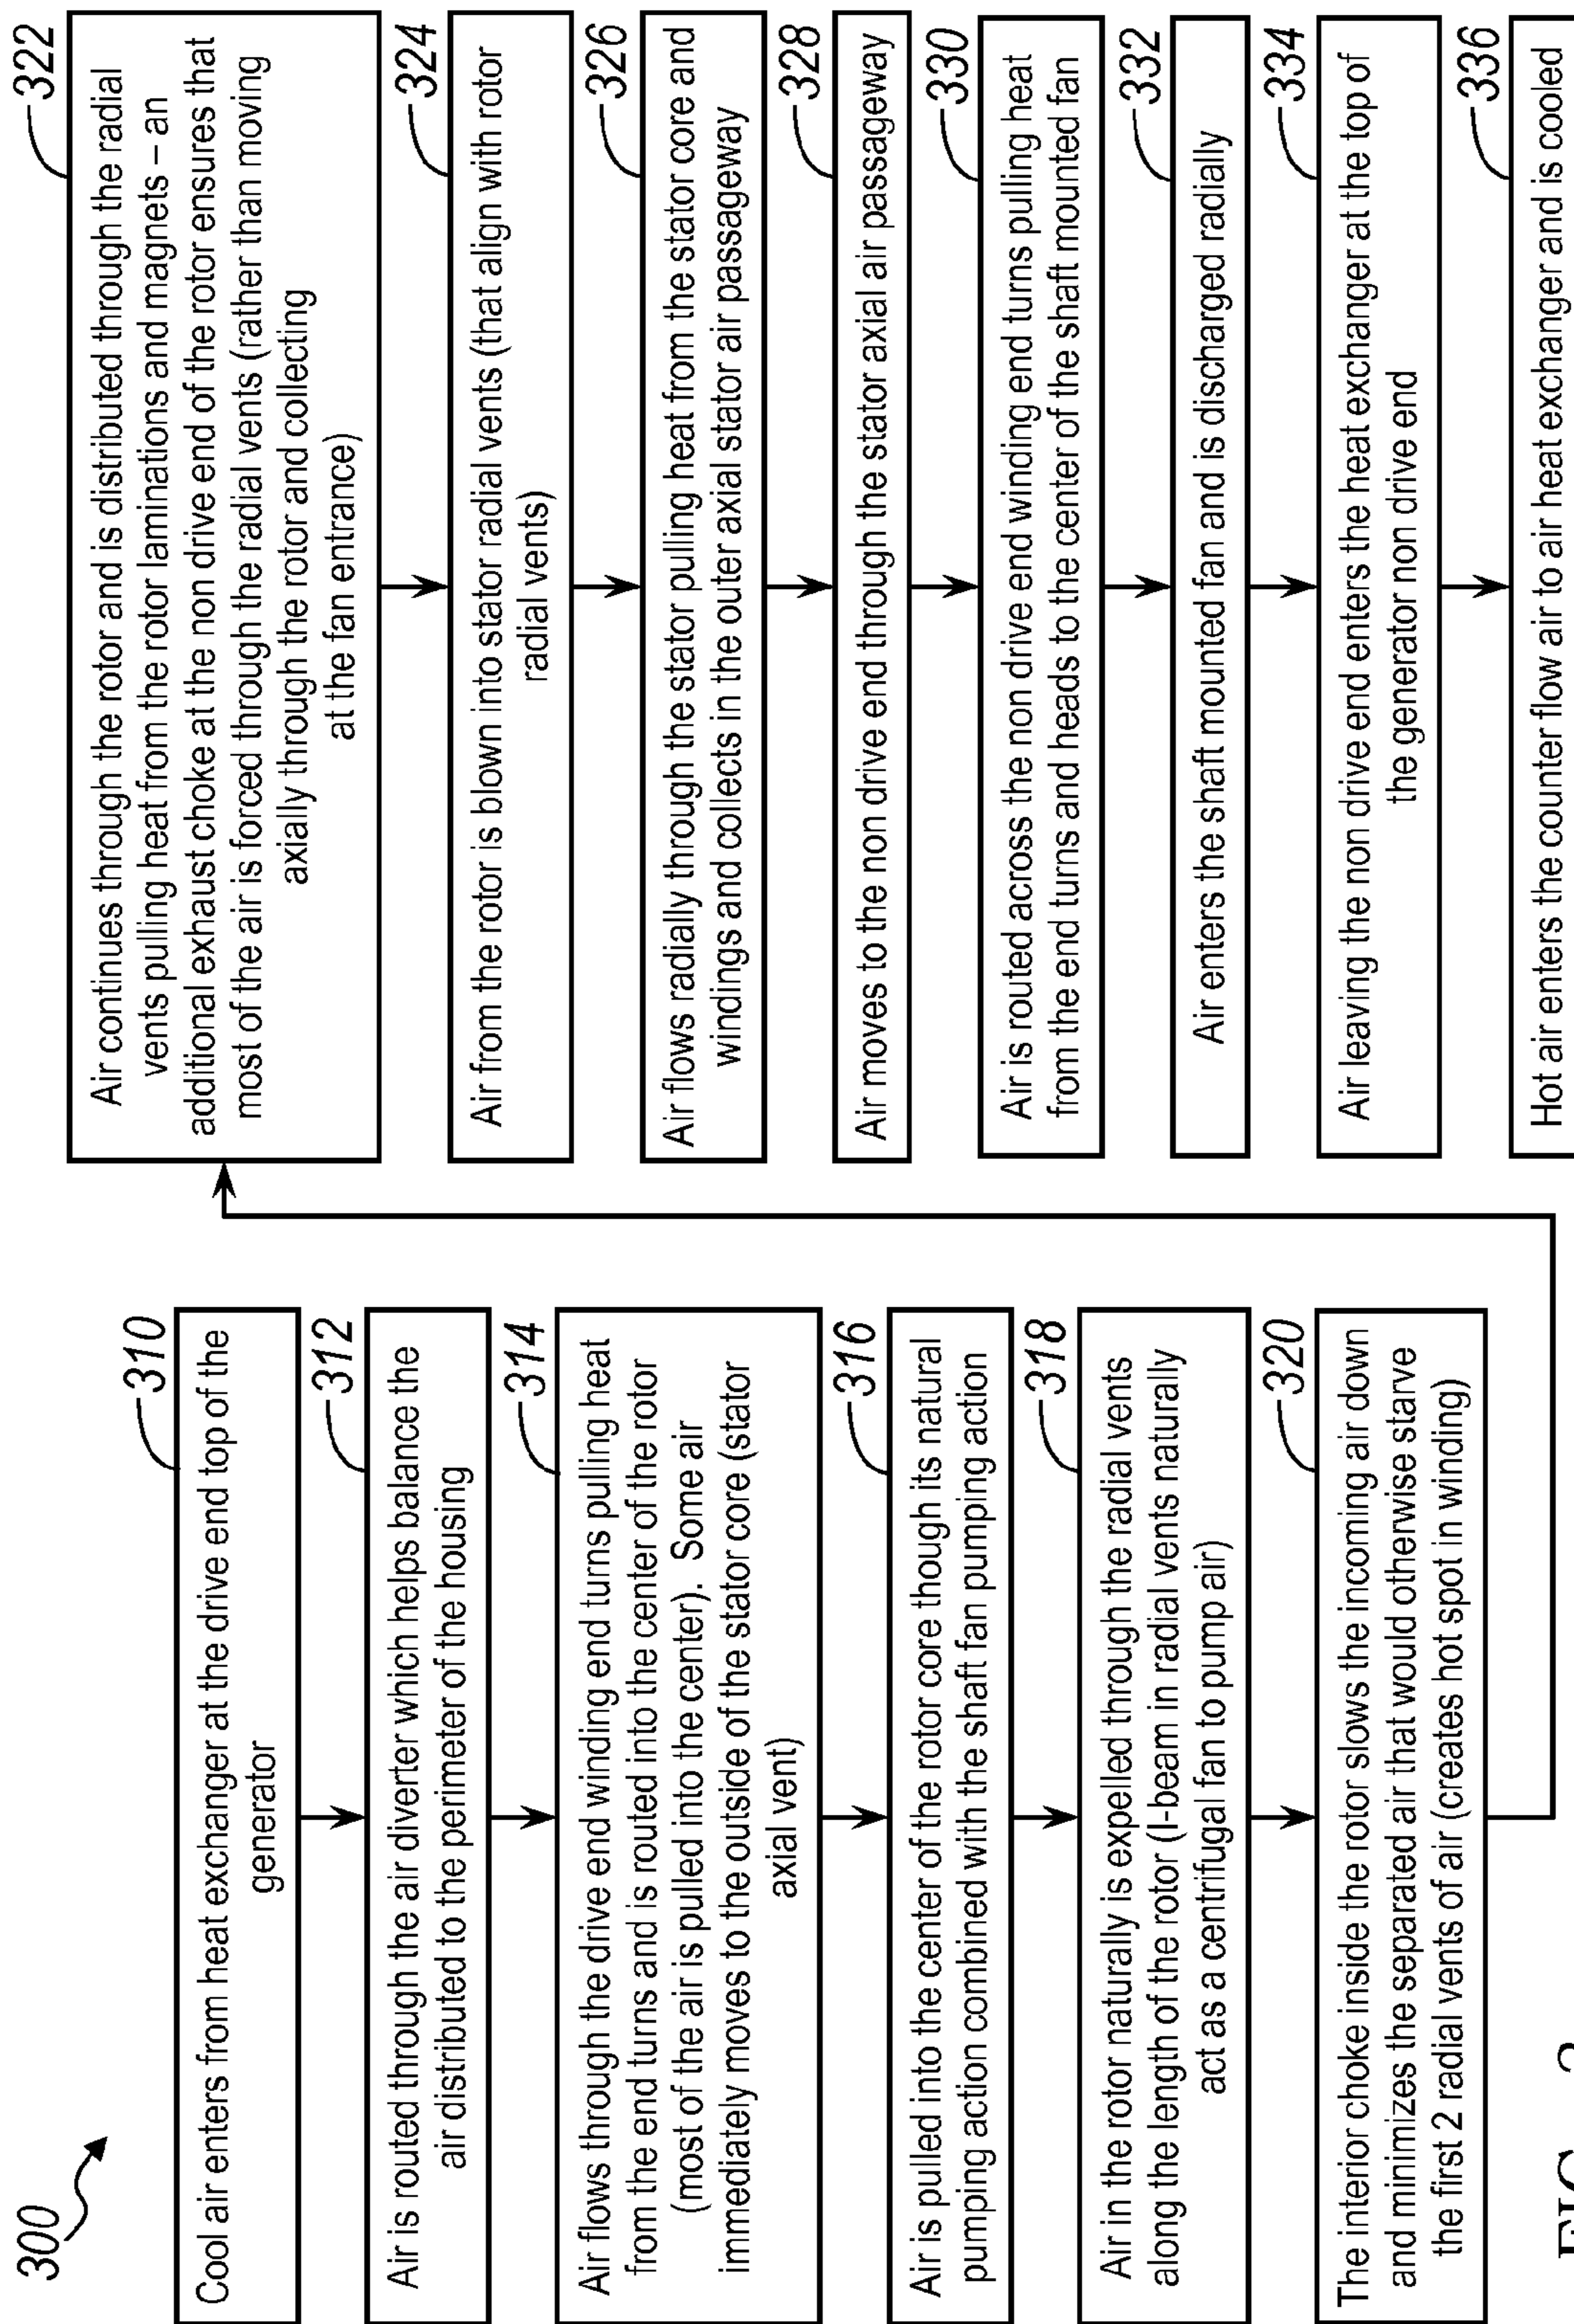 300
310
Cool air enters from heat exchanger at the drive end top of the
generator
312
Air is routed through the air diverter which helps balance the
air distributed to the perimeter of the housing
314
Air flows through the drive end winding end turns pulling heat
from the end turns and is routed into the center of the rotor
(most of the air is pulled into the center). Some air
immediately moves to the outside of the stator core (stator
axial vent)
316
Air is pulled into the center of the rotor core though its natural
pumping action combined with the shaft fan pumping action
318
Air in the rotor naturally is expelled through the radial vents
along the length of the rotor (I-beam in radial vents naturally
act as a centrifugal fan to pump air)
320
The interior choke inside the rotor slows the incoming air down
and minimizes the separated air that would otherwise starve
the first 2 radial vents of air (creates hot spot in winding)
322
Air continues through the rotor and is distributed through the radial
vents pulling heat from the rotor laminations and magnets – an
additional exhaust choke at the non drive end of the rotor ensures that
most of the air is forced through the radial vents (rather than moving
axially through the rotor and collecting
at the fan entrance)
324
Air from the rotor is blown into stator radial vents (that align with rotor
radial vents)
326
Air flows radially through the stator pulling heat from the stator core and
windings and collects in the outer axial stator air passageway
328
Air moves to the non drive end through the stator axial air passageway
330
Air is routed across the non drive end winding end turns pulling heat
from the end turns and heads to the center of the shaft mounted fan
332
Air enters the shaft mounted fan and is discharged radially
334
Air leaving the non drive end enters the heat exchanger at the top of
the generator non drive end
336
Hot air enters the counter flow air to air heat exchanger and is cooled